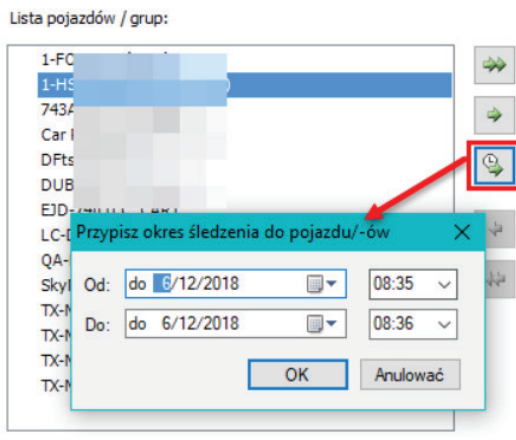 Lista pojazdów / grup:
1-FO
1-HS
743A
Car
DFts
DUB
EJD-
LC-
QA-
Sky
TX-
TX-
TX-
TX-
Przypisz okres śledzenia do pojazdu/-ów
Od: do 6/12/2018 08:35
Do: do 6/12/2018 08:36
OK Anulować